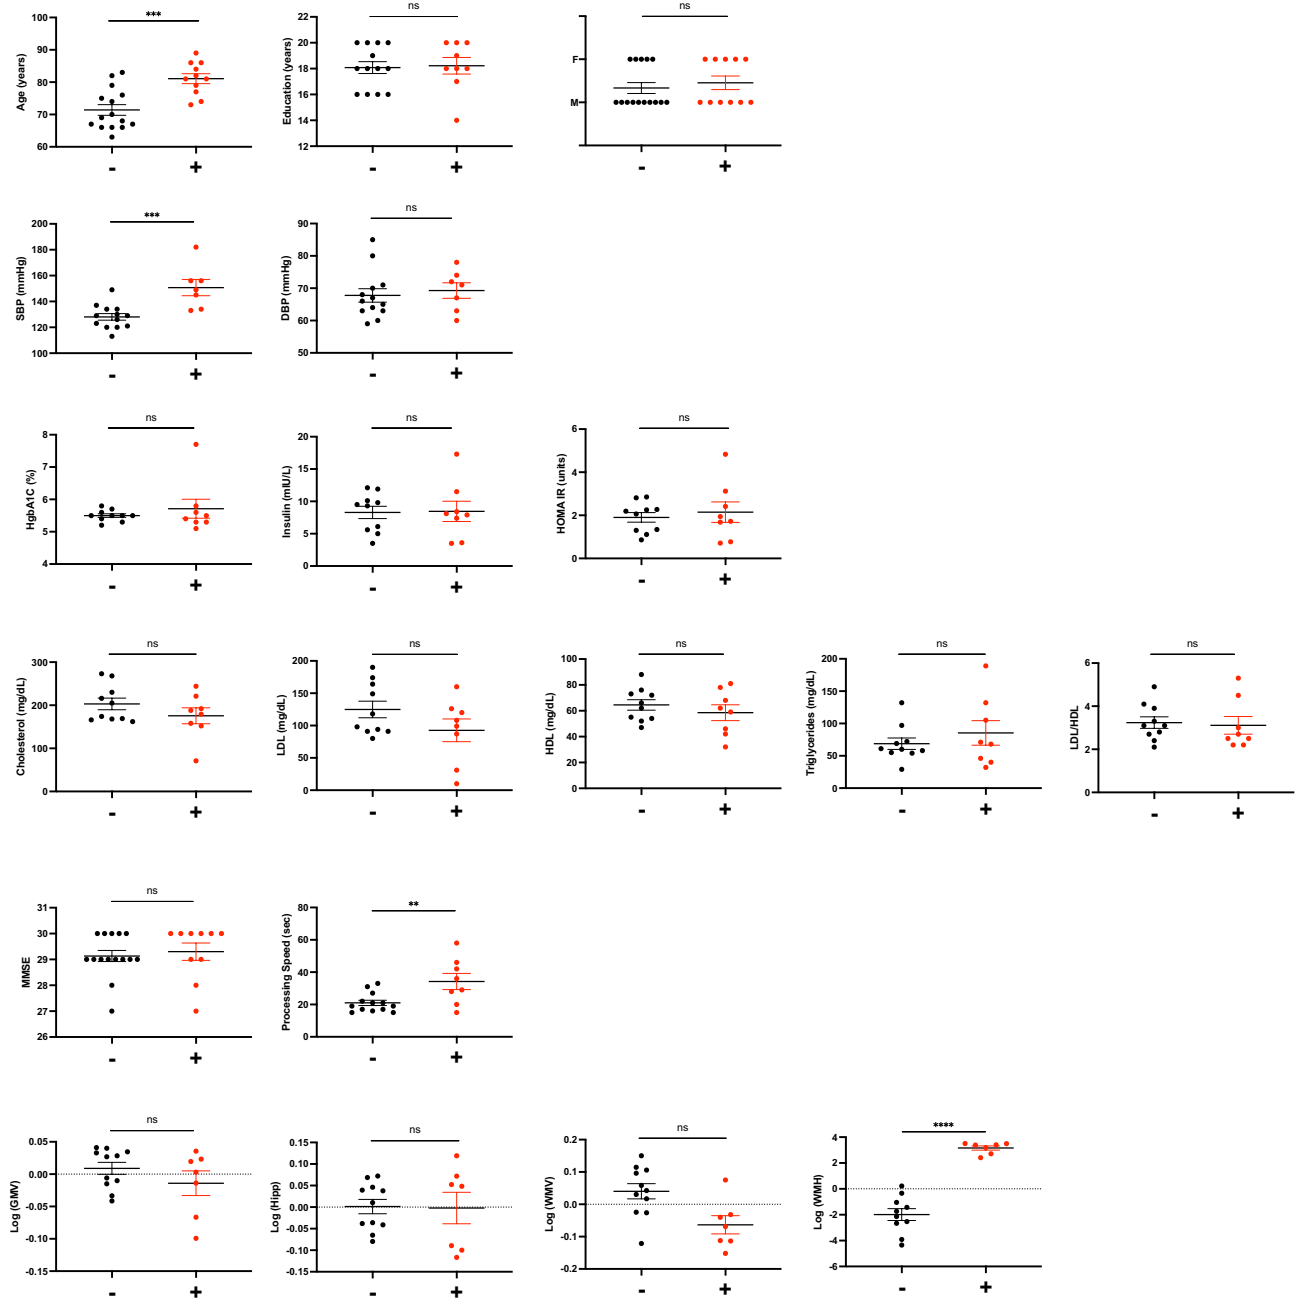 *** ns ns
Age (years) 100 90 80 70 60 - +
Education (years) 22 20 18 16 14 12 - +
F M - +
*** ns
SBP (mmHg) 200 180 160 140 120 100 - +
DBP (mmHg) 90 80 70 60 50 - +
ns ns ns
HgbA1C (%) 8 7 6 5 4 - +
Insulin (mIU/L) 20 15 10 5 0 - +
HOMA IR (units) 6 4 2 0 - +
ns ns ns ns ns
Cholesterol (mg/dL) 300 200 100 0 - +
LDL (mg/dL) 200 150 100 50 0 - +
HDL (mg/dL) 100 80 60 40 20 0 - +
Triglycerides (mg/dL) 200 150 100 50 0 - +
LDL/HDL 6 4 2 0 - +
ns **
MMSE 31 30 29 28 27 26 - +
Processing Speed (sec) 80 60 40 20 0 - +
ns ns ns ****
Log (GMV) 0.05 0.00 -0.05 -0.10 -0.15 - +
Log (Hipp) 0.15 0.10 0.05 0.00 -0.05 -0.10 -0.15 - +
Log (WMV) 0.2 0.1 0.0 -0.1 -0.2 - +
Log (WMH) 4 2 0 -2 -4 -6 - +